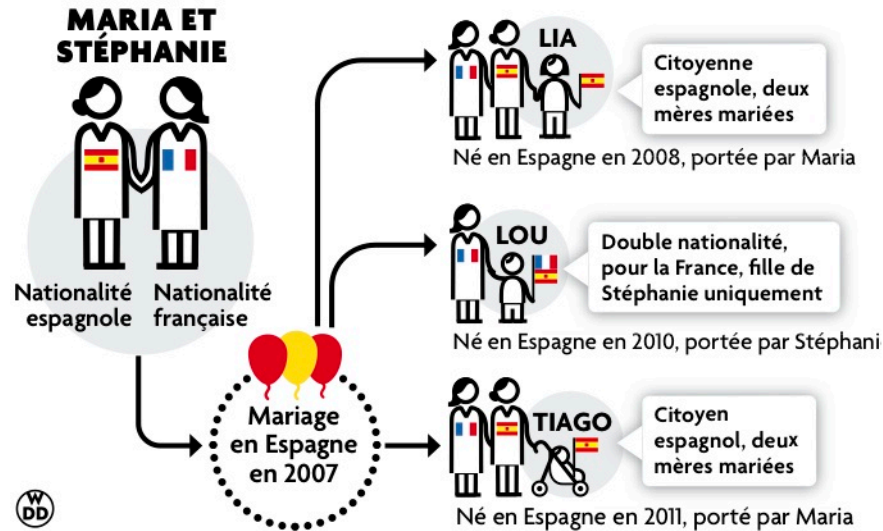 MARIA ET
STÉPHANIE
Nationalité
espagnole
Nationalité
française
Mariage
en Espagne
en 2007
LIA
Citoyenne
espagnole, deux
mères mariées
Né en Espagne en 2008, portée par Maria
LOU
Double nationalité,
pour la France, fille de
Stéphanie uniquement
Né en Espagne en 2010, portée par Stéphani
TIAGO
Citoyen
espagnol, deux
mères mariées
Né en Espagne en 2011, porté par Maria
W
DD